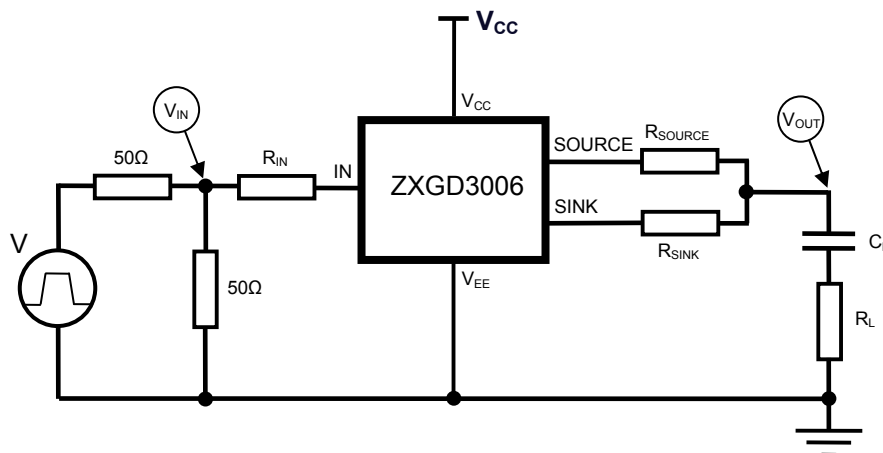 VCC
VIN
VCC
VOUT
50Ω
RIN
IN
ZXGD3006
SOURCE
RSOURCE
SINK
RSINK
V
50Ω
VEE
RL